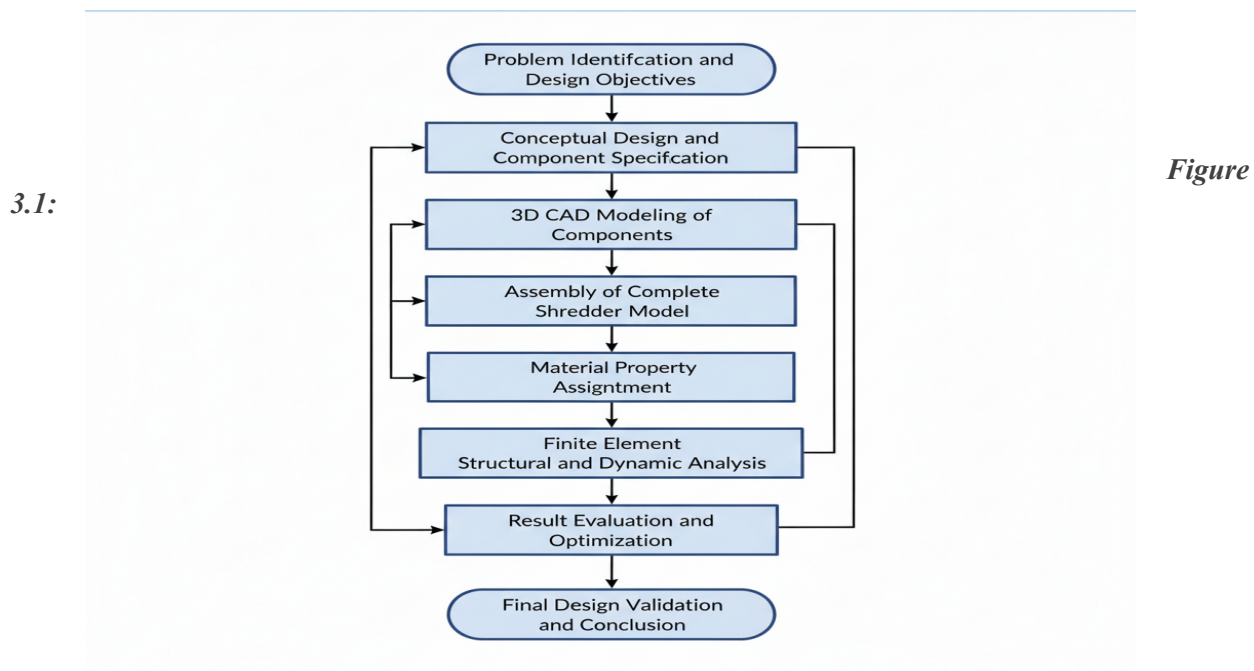 Problem Identifcation and
Design Objectives
Conceptual Design and
Component Specifcation
Figure
3.1:
3D CAD Modeling of
Components
Assembly of Complete
Shredder Model
Material Property
Assigntment
Finite Element
Structural and Dynamic Analysis
Result Evaluation and
Optimization
Final Design Validation
and Conclusion